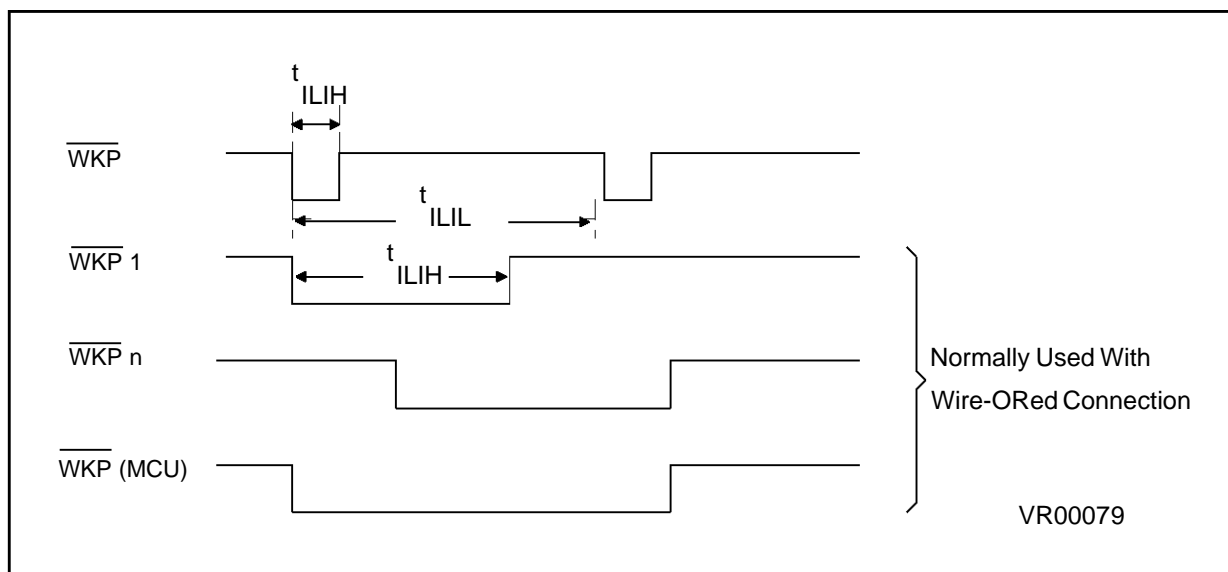 t
ILIH
WKP
t
ILIL
WKP 1
t
ILIH
WKP n
Normally Used With
Wire-ORed Connection
WKP (MCU)
VR00079